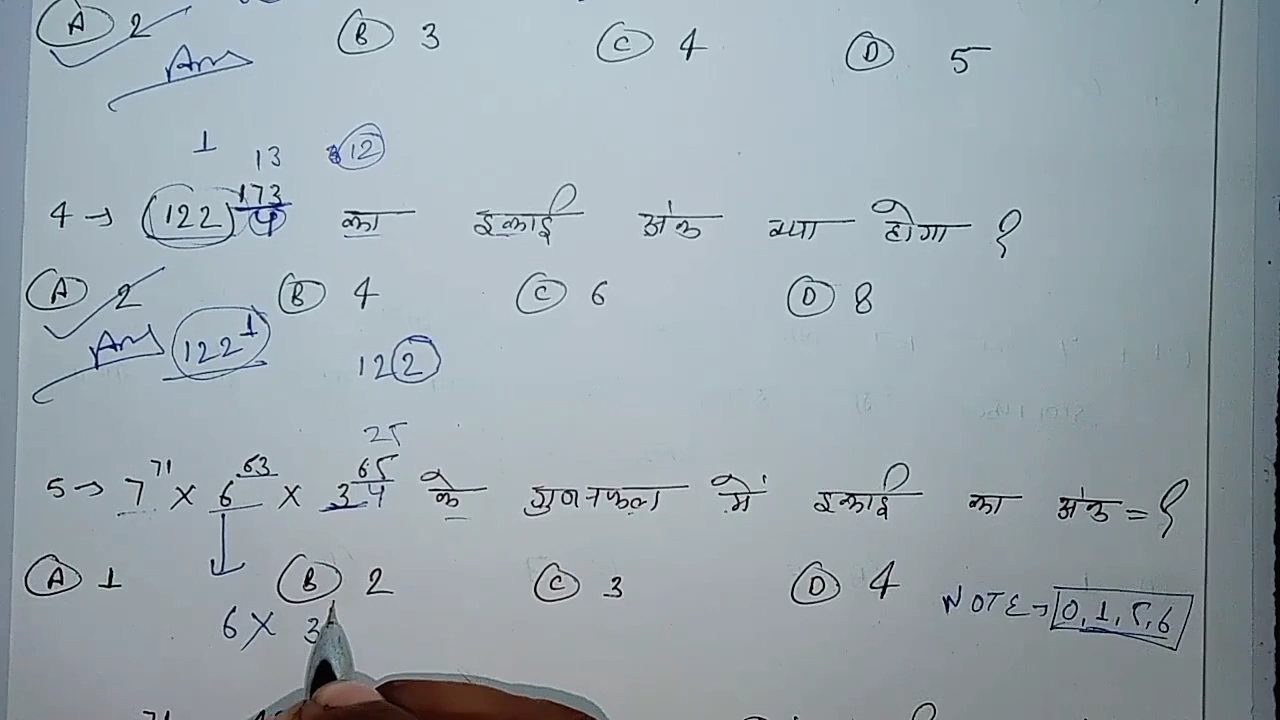 Ⓐ 2 Ⓑ 3 Ⓒ 4 Ⓓ 5
Ans
1 13 12
4→ (122)^173/4 का इकाई अंक क्या होगा ?
Ⓐ 2 Ⓑ 4 Ⓒ 6 Ⓓ 8
Ans 122^1 122
25
5→ 7^71 × 6^63 × 3^65/4 के गुणनफल में इकाई का अंक = ?
Ⓐ 1 Ⓑ 2 Ⓒ 3 Ⓓ 4
NOTE→ 0, 1, 5, 6
6 × 3